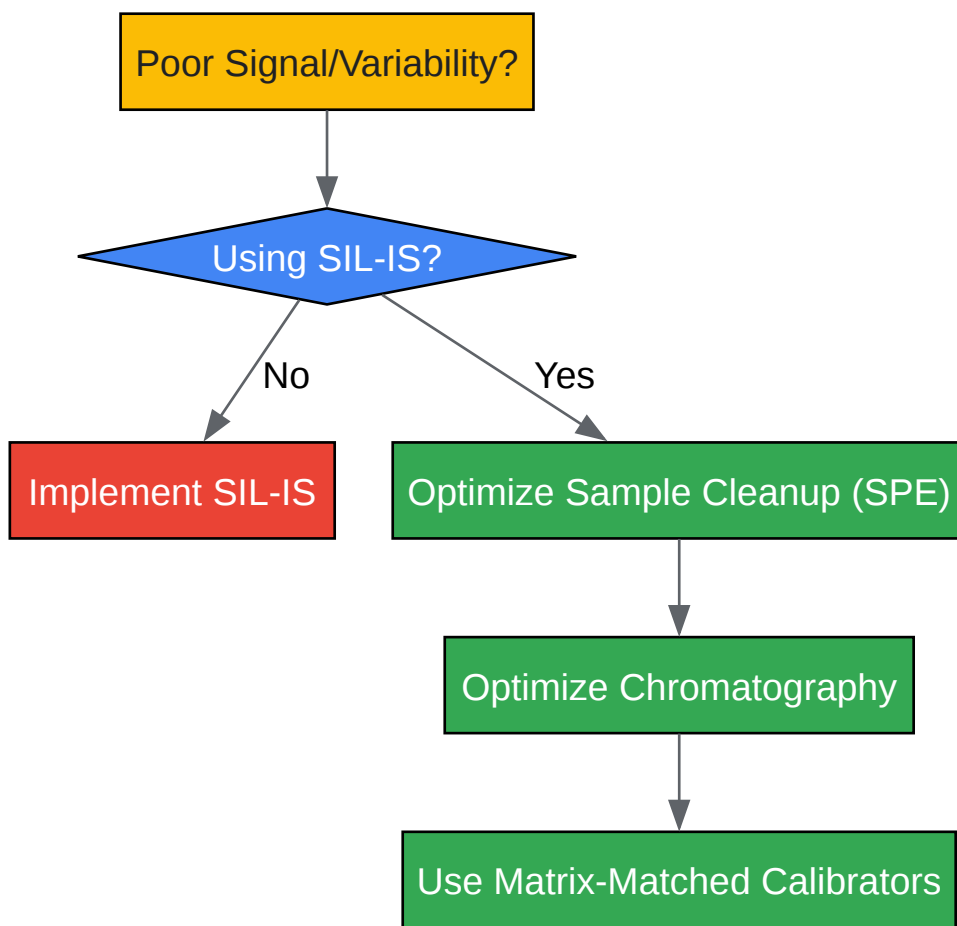 Poor Signal/Variability?
Using SIL-IS?
No
Yes
Implement SIL-IS
Optimize Sample Cleanup (SPE)
Optimize Chromatography
Use Matrix-Matched Calibrators